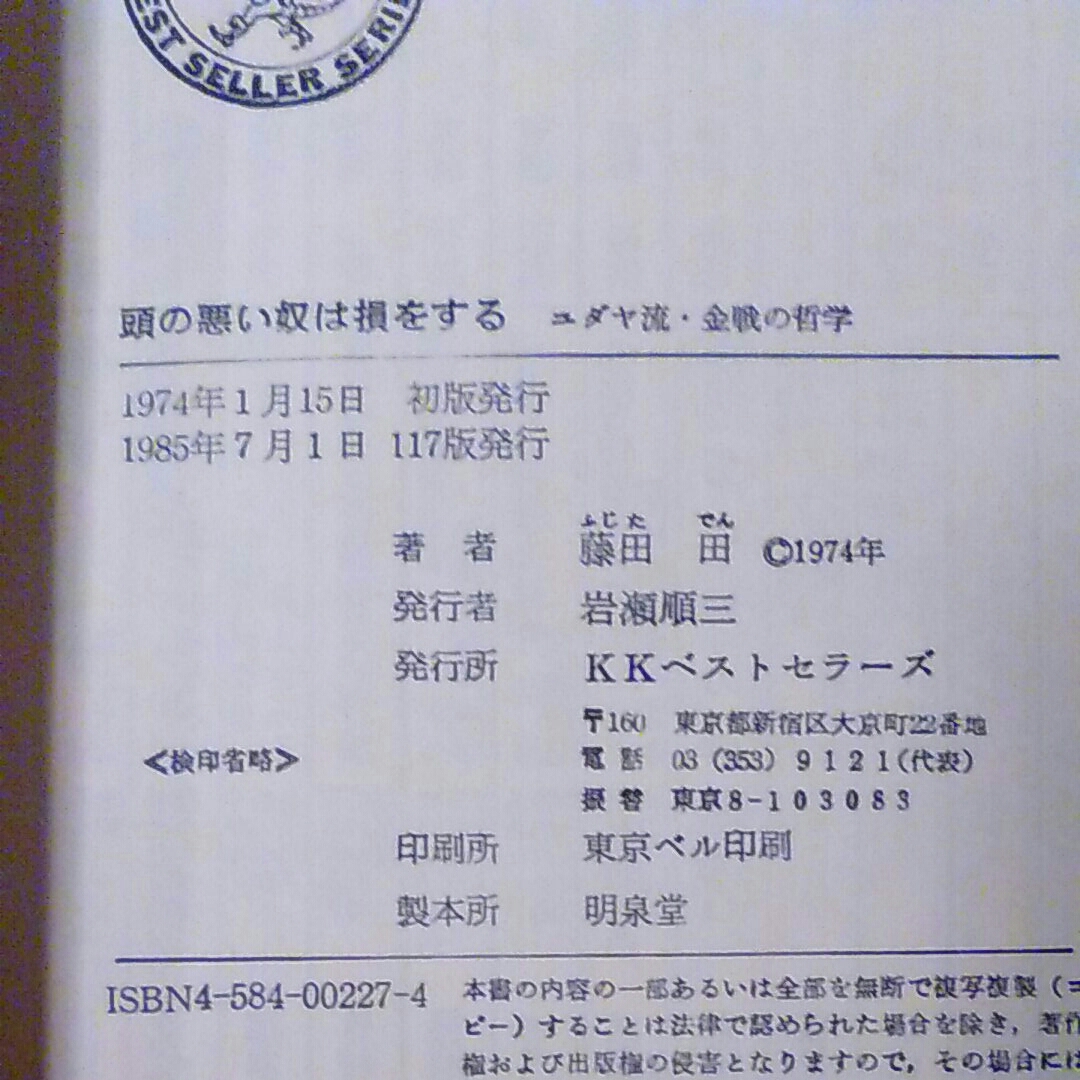 EST SELLER SERIE
頭の悪い奴は損をする ユダヤ流・金戦の哲学
1974年1月15日 初版発行
1985年7月1日 117版発行
ふじた でん
著者 藤田 田 ©1974年
発行者 岩瀬順三
発行所 KKベストセラーズ
〒160 東京都新宿区大京町22番地
<検印省略> 電話 03 (353) 9121(代表)
振替 東京8-103083
印刷所 東京ベル印刷
製本所 明泉堂
ISBN4-584-00227-4 本書の内容の一部あるいは全部を無断で複写複製(=
ピー)することは法律で認められた場合を除き，著作
権および出版権の侵害となりますので，その場合には